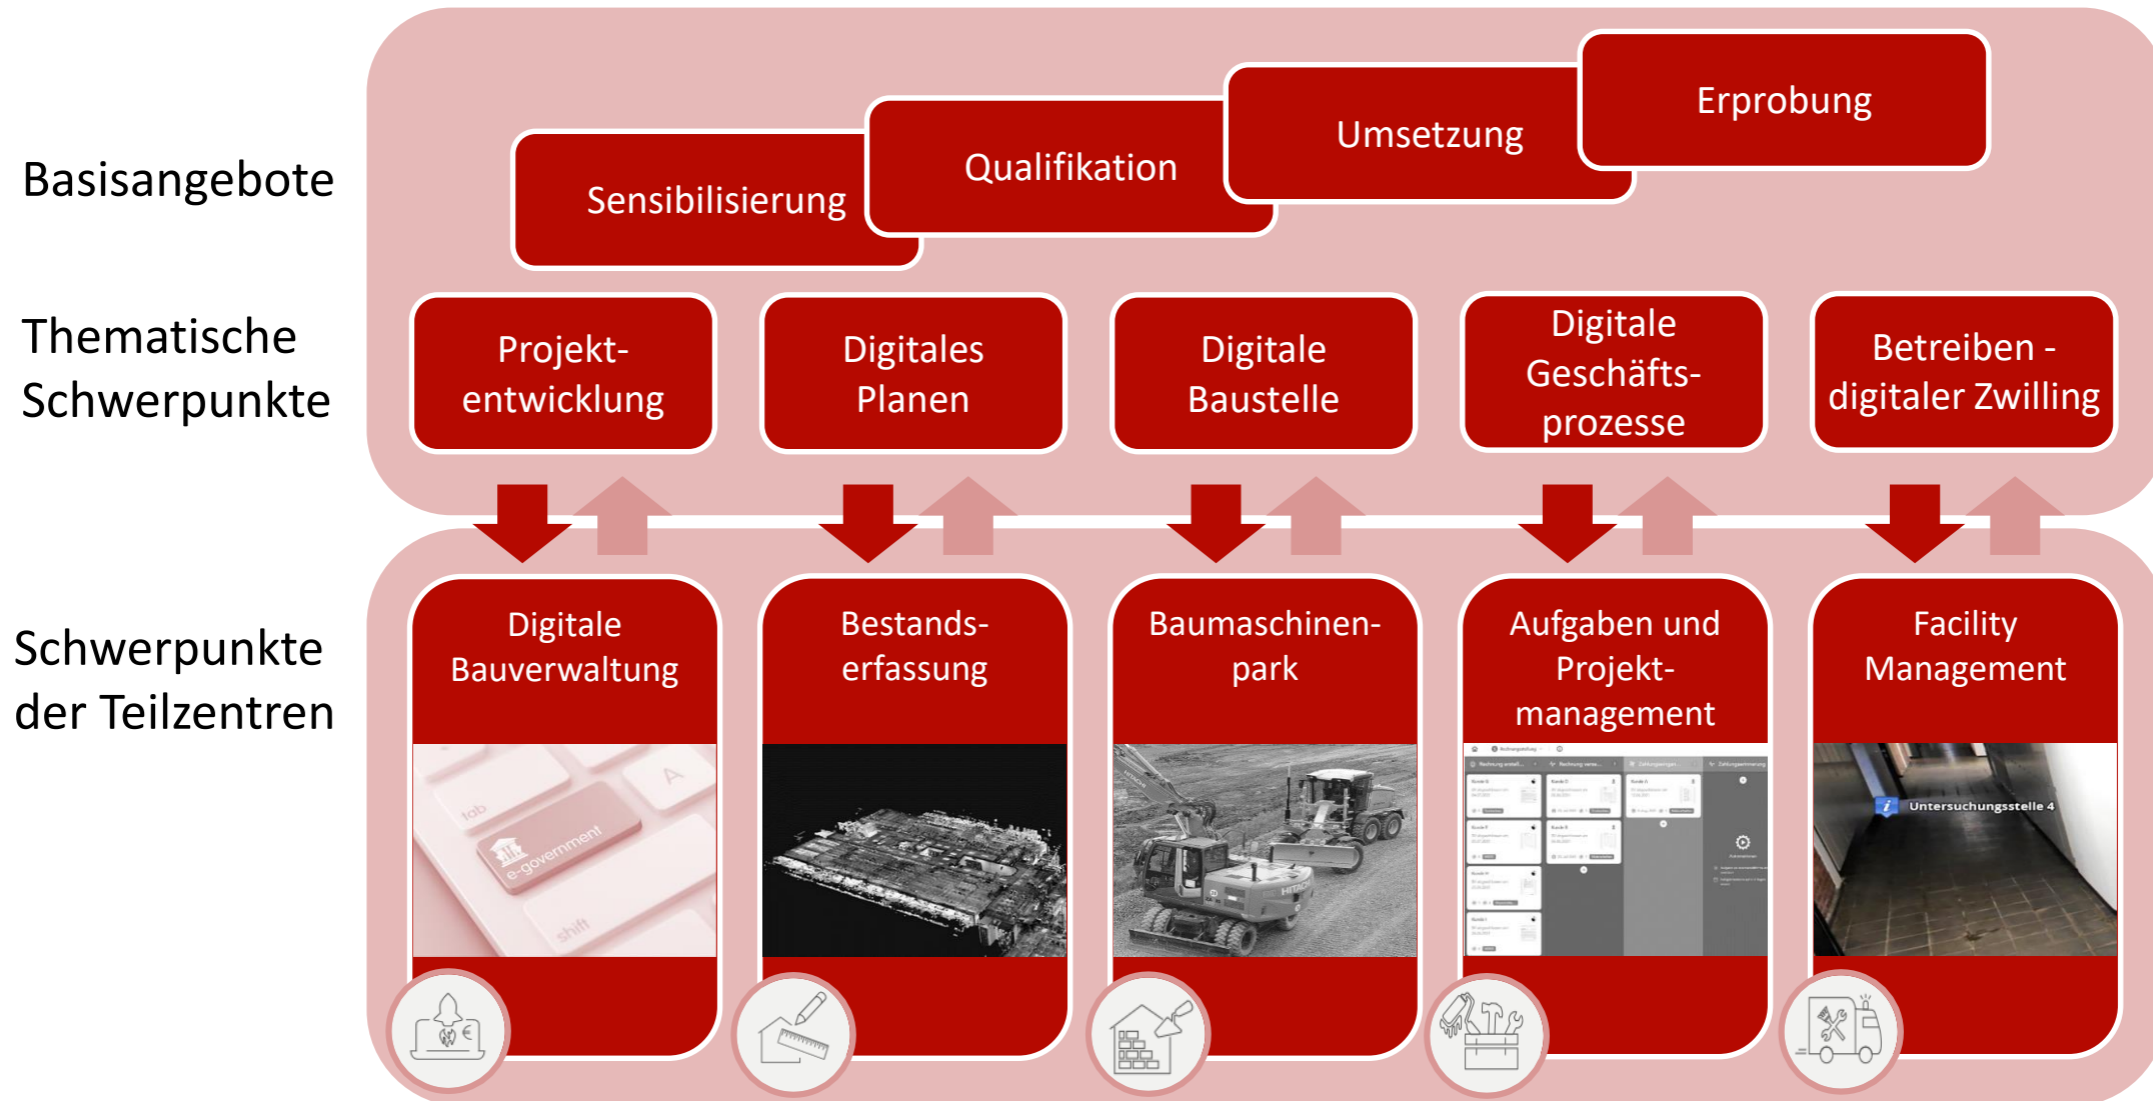 Basisangebote
Sensibilisierung
Qualifikation
Umsetzung
Erprobung
Thematische
Schwerpunkte
Projekt-
entwicklung
Digitales
Planen
Digitale
Baustelle
Digitale
Geschäfts-
prozesse
Betreiben -
digitaler Zwilling
Schwerpunkte
der Teilzentren
Digitale
Bauverwaltung
Bestands-
erfassung
Baumaschinen-
park
Aufgaben und
Projekt-
management
Facility
Management
tab
A
e-government
shift
HITACHI
Rechnungsstellung
Untersuchungsstelle 4
€